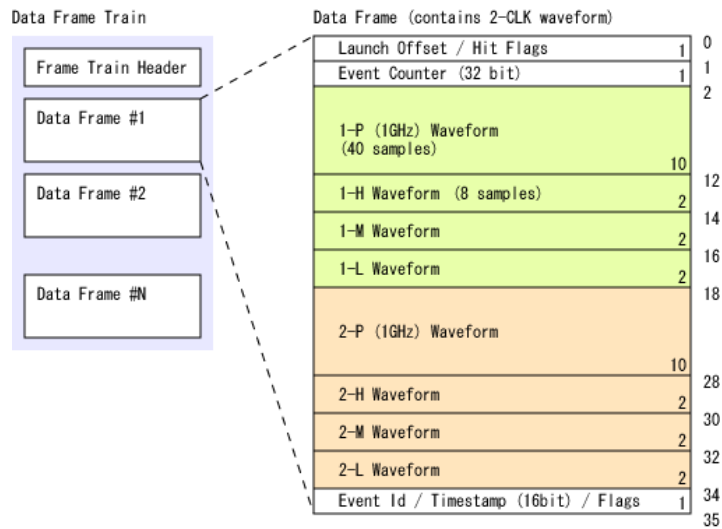 Data Frame Train
Frame Train Header
Data Frame #1
Data Frame #2
Data Frame #N
Data Frame (contains 2-CLK waveform)
0
Launch Offset / Hit Flags 1
1
Event Counter (32 bit) 1
2
1-P (1GHz) Waveform
(40 samples)
10
12
1-H Waveform (8 samples) 2
14
1-M Waveform 2
16
1-L Waveform 2
18
2-P (1GHz) Waveform
10
28
2-H Waveform 2
30
2-M Waveform 2
32
2-L Waveform 2
34
Event Id / Timestamp (16bit) / Flags 1
35